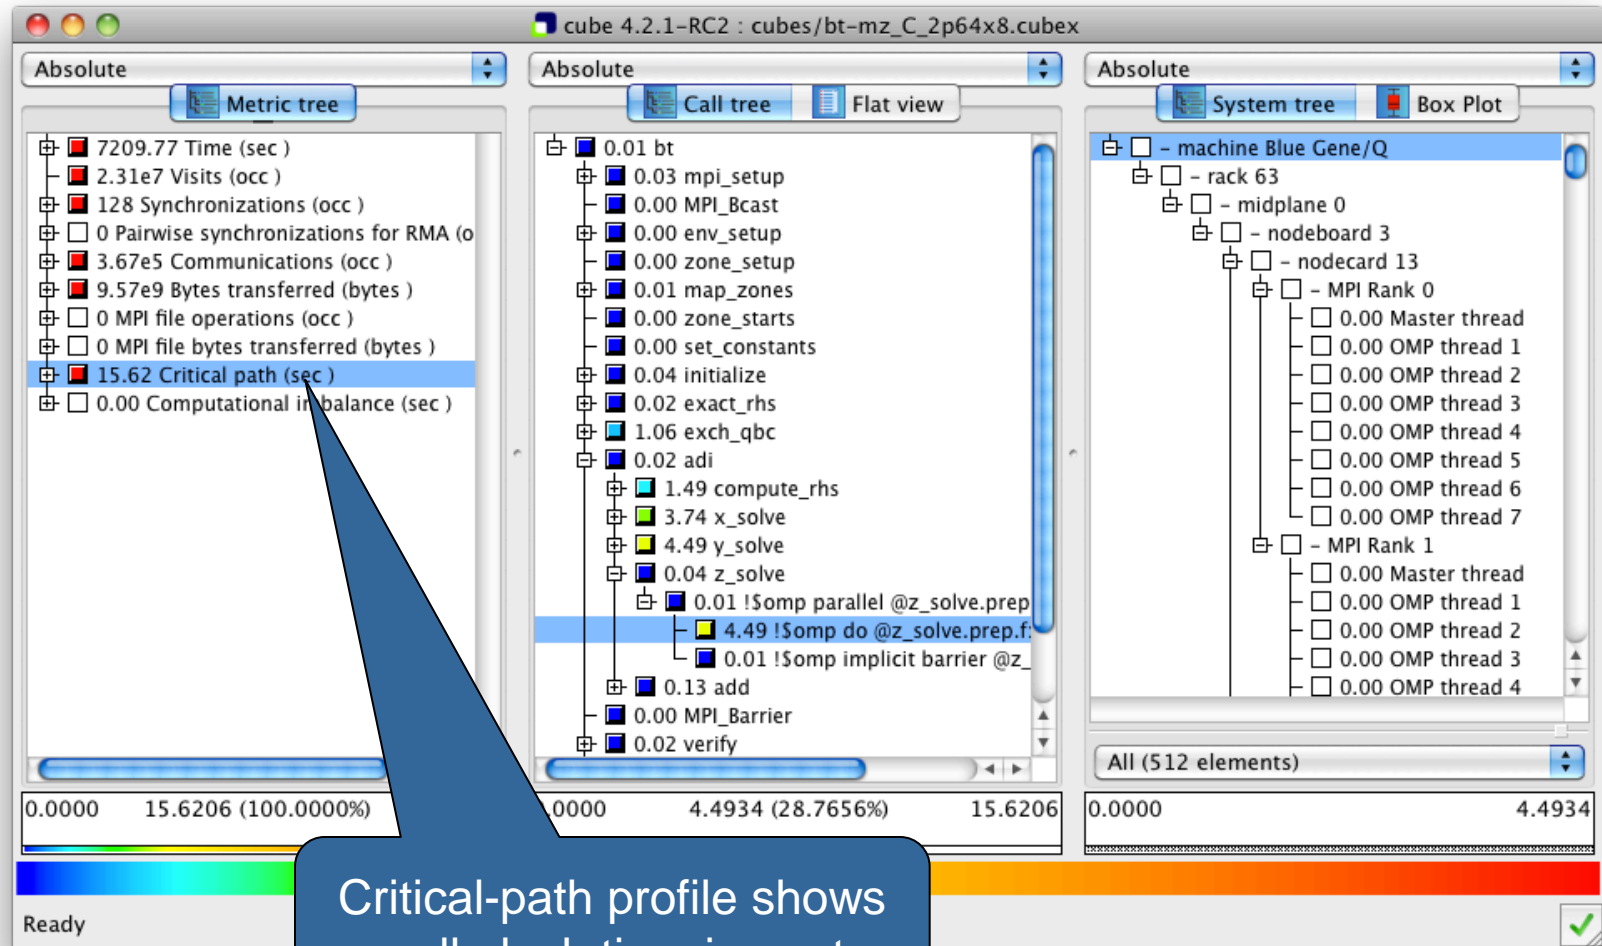 cube 4.2.1-RC2 : cubes/bt-mz_C_2p64x8.cubex
Absolute
Metric tree
7209.77 Time (sec )
2.31e7 Visits (occ )
128 Synchronizations (occ )
0 Pairwise synchronizations for RMA (o
3.67e5 Communications (occ )
9.57e9 Bytes transferred (bytes )
0 MPI file operations (occ )
0 MPI file bytes transferred (bytes )
15.62 Critical path (sec )
0.00 Computational imbalance (sec )
0.0000 15.6206 (100.0000%)
Absolute
Call tree Flat view
0.01 bt
0.03 mpi_setup
0.00 MPI_Bcast
0.00 env_setup
0.00 zone_setup
0.01 map_zones
0.00 zone_starts
0.00 set_constants
0.04 initialize
0.02 exact_rhs
1.06 exch_qbc
0.02 adi
1.49 compute_rhs
3.74 x_solve
4.49 y_solve
0.04 z_solve
0.01 !$omp parallel @z_solve.prep
4.49 !$omp do @z_solve.prep.f
0.01 !$omp implicit barrier @z_
0.13 add
0.00 MPI_Barrier
0.02 verify
0.0000 4.4934 (28.7656%) 15.6206
Absolute
System tree Box Plot
- machine Blue Gene/Q
- rack 63
- midplane 0
- nodeboard 3
- nodecard 13
- MPI Rank 0
0.00 Master thread
0.00 OMP thread 1
0.00 OMP thread 2
0.00 OMP thread 3
0.00 OMP thread 4
0.00 OMP thread 5
0.00 OMP thread 6
0.00 OMP thread 7
- MPI Rank 1
0.00 Master thread
0.00 OMP thread 1
0.00 OMP thread 2
0.00 OMP thread 3
0.00 OMP thread 4
All (512 elements)
0.0000 4.4934
Critical-path profile shows
Ready